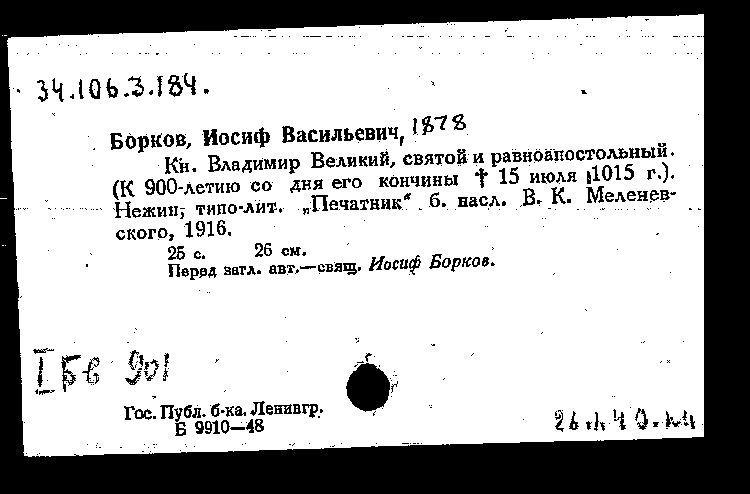 34.106.3.184.
Борков, Иосиф Васильевич, 1878
Кн. Владимир Великий, святой и равноапостольный.
(К 900-летию со дня его кончины † 15 июля 1015 г.).
Нежин, типо-лит. „Печатник“ б. насл. В. К. Меленев-
ского, 1916.
25 с. 26 см.
Перед загл. авт.—свящ. Иосиф Борков.
I Бв 901
Гос. Публ. б-ка. Ленингр.
Б 9910—48